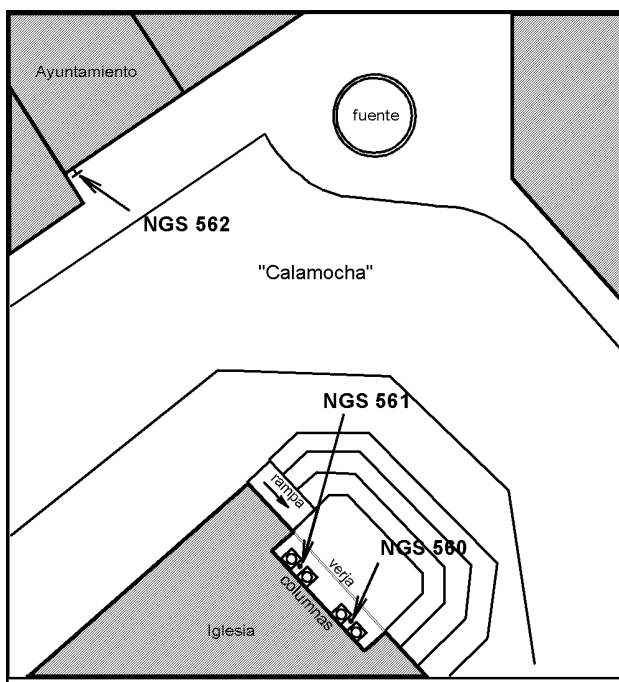 Ayuntamiento
fuente
NGS 562
"Calamocha"
NGS 561
rampa
NGS 560
verja
columnas
Iglesia